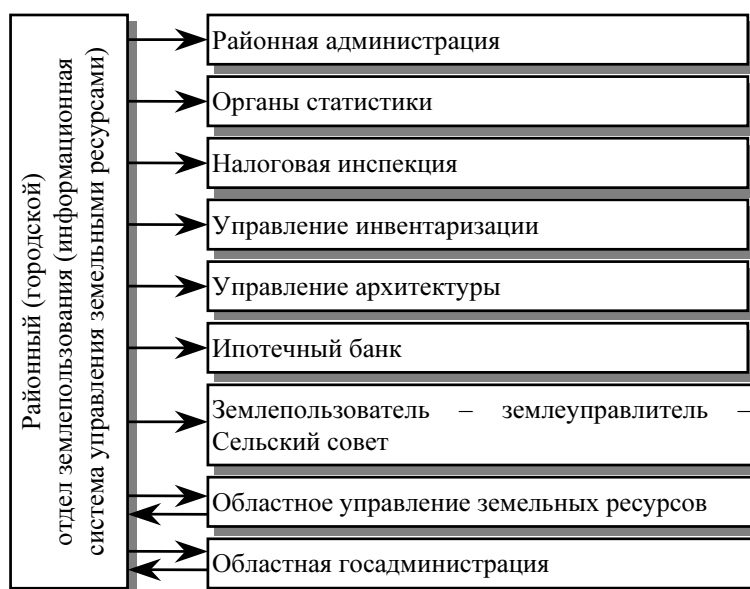 Районный (городской)
отдел землепользования (информационная
система управления земельными ресурсами)
Районная администрация
Органы статистики
Налоговая инспекция
Управление инвентаризации
Управление архитектуры
Ипотечный банк
Землепользователь – землеуправлитель –
Сельский совет
Областное управление земельных ресурсов
Областная госадминистрация